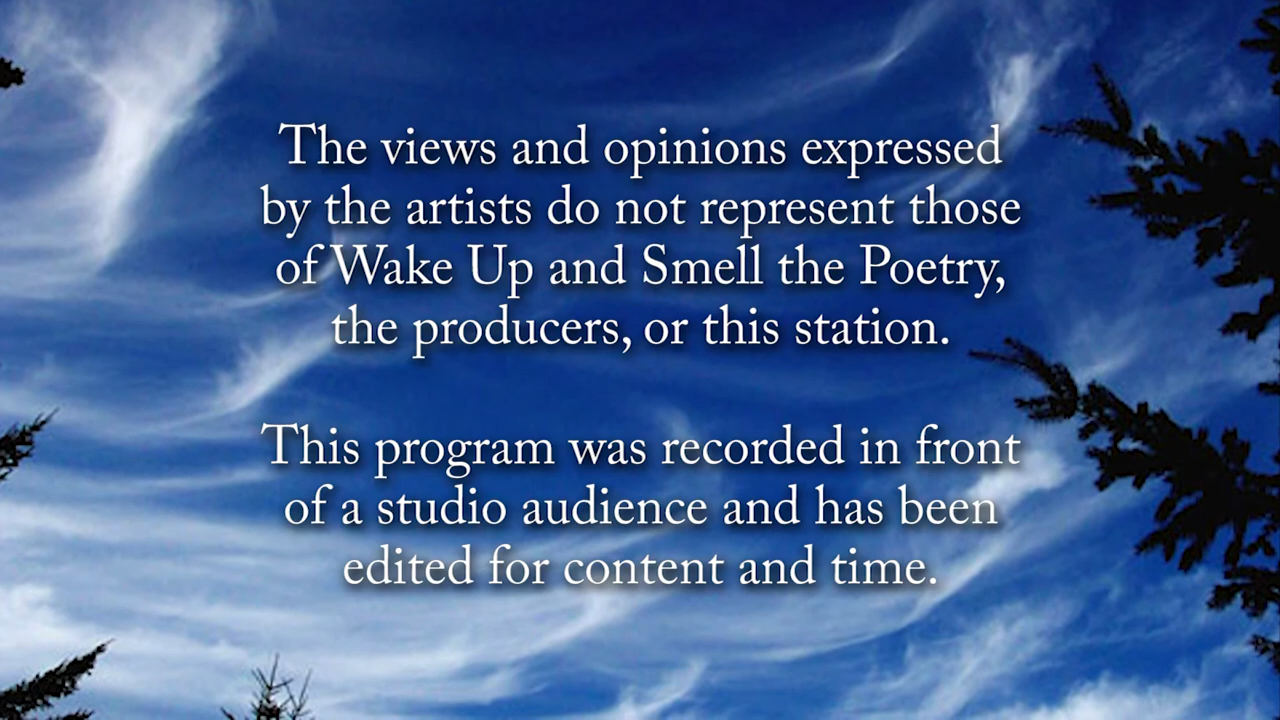 The views and opinions expressed
by the artists do not represent those
of Wake Up and Smell the Poetry,
the producers, or this station.
This program was recorded in front
of a studio audience and has been
edited for content and time.